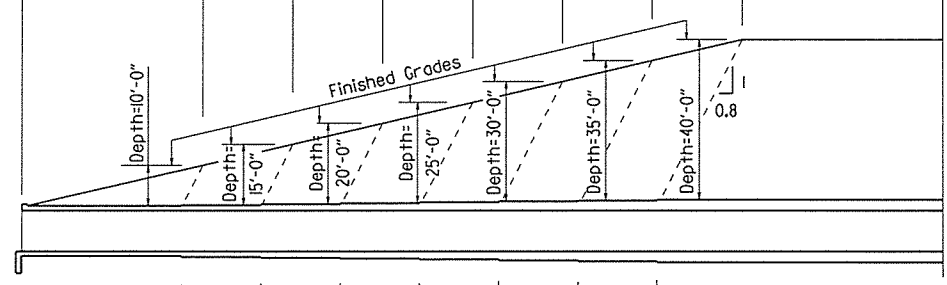 Finished Grades
Depth=10'-0"
Depth=
15'-0"
Depth=
20'-0"
Depth=
25'-0"
Depth=30'-0"
Depth=35'-0"
Depth=40'-0"
1
0.8